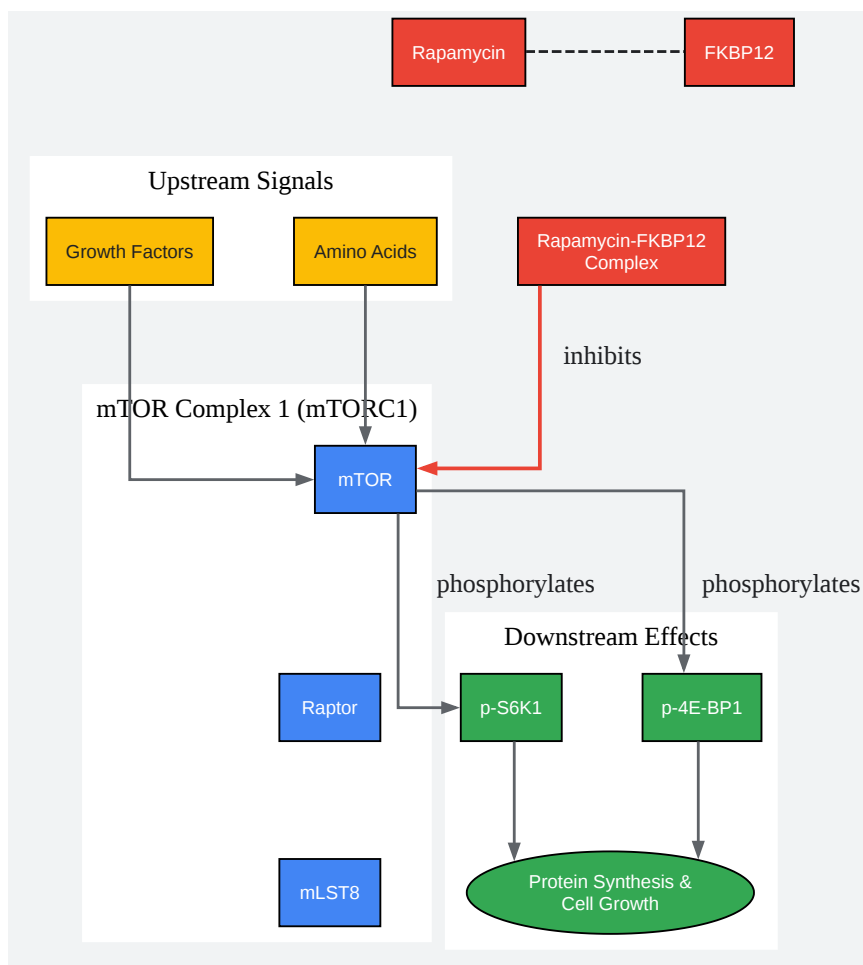 Rapamycin
FKBP12
Upstream Signals
Growth Factors
Amino Acids
Rapamycin-FKBP12
Complex
inhibits
mTOR Complex 1 (mTORC1)
mTOR
phosphorylates
phosphorylates
Downstream Effects
Raptor
p-S6K1
p-4E-BP1
mLST8
Protein Synthesis &
Cell Growth